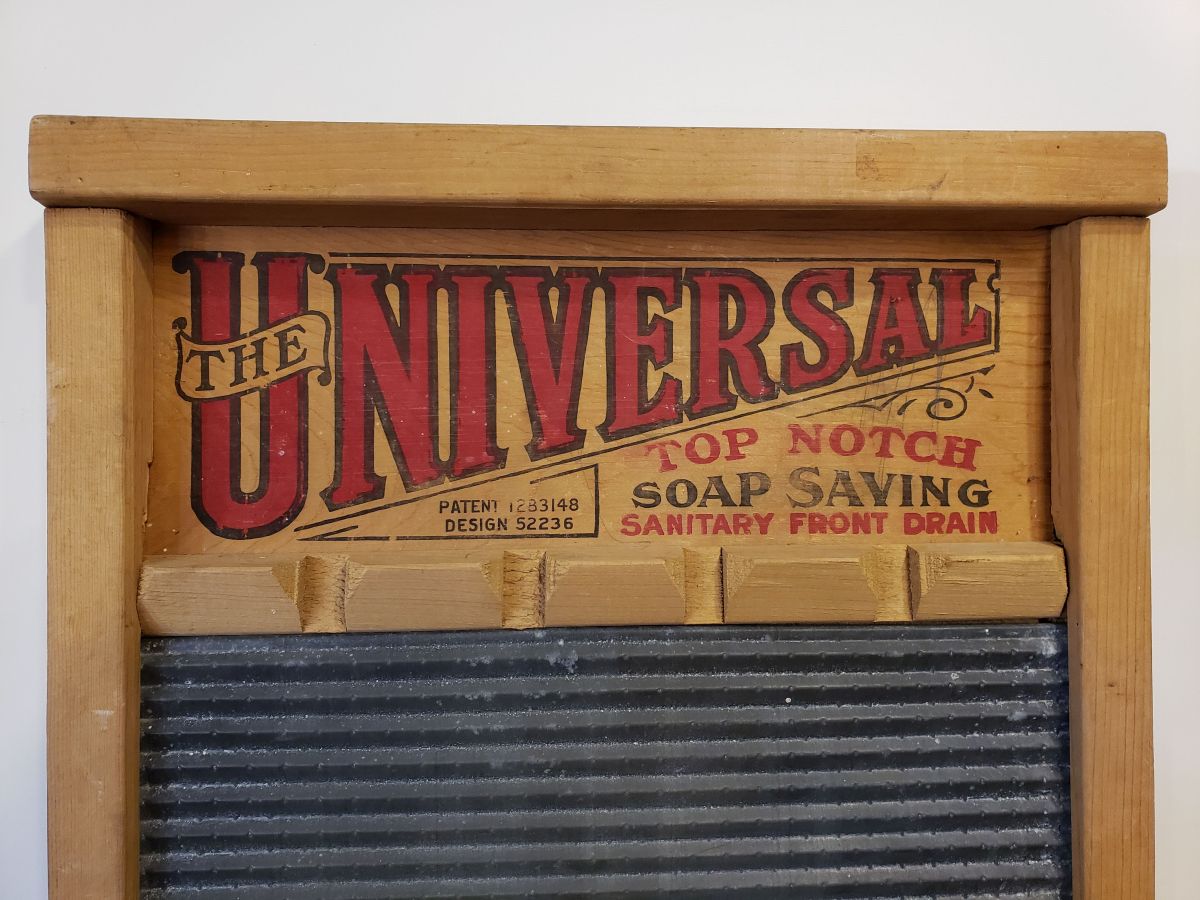 THE
UNIVERSAL
TOP NOTCH
SOAP SAVING
SANITARY FRONT DRAIN
PATENT 1283148
DESIGN 52236